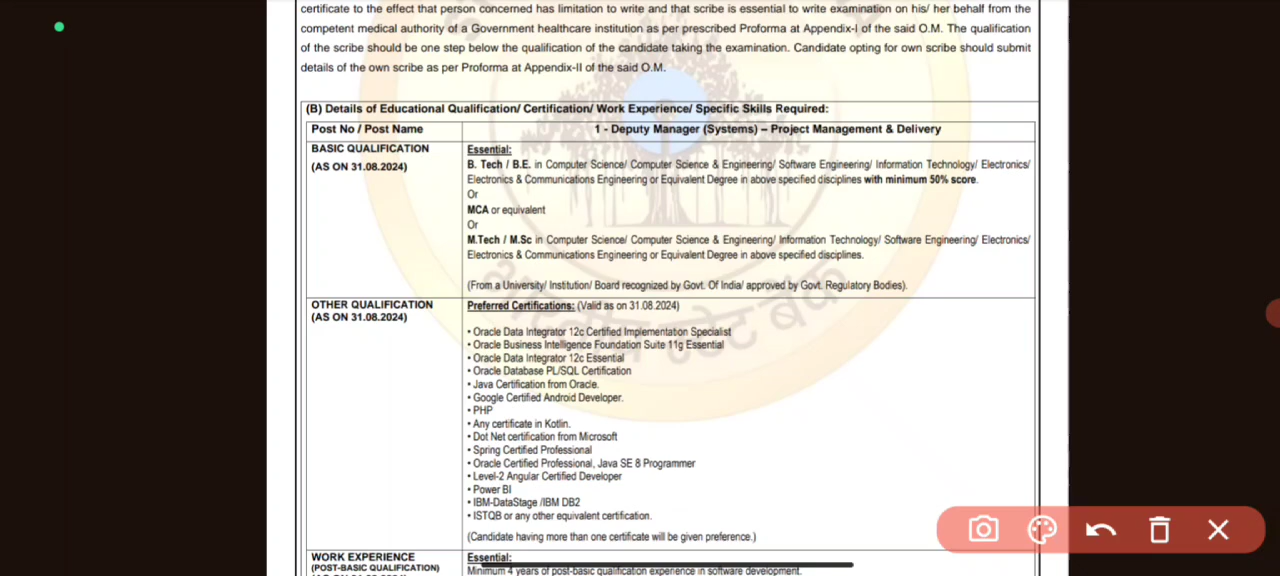 certificate to the effect that person concerned has limitation to write and that scribe is essential to write examination on his/ her behalf from the
competent medical authority of a Government healthcare institution as per prescribed Proforma at Appendix-I of the said O.M. The qualification
of the scribe should be one step below the qualification of the candidate taking the examination. Candidate opting for own scribe should submit
details of the own scribe as per Proforma at Appendix-II of the said O.M.
(B) Details of Educational Qualification/ Certification/ Work Experience/ Specific Skills Required:
Post No / Post Name
1 - Deputy Manager (Systems) – Project Management & Delivery
BASIC QUALIFICATION
(AS ON 31.08.2024)
Essential:
B. Tech / B.E. in Computer Science/ Computer Science & Engineering/ Software Engineering/ Information Technology/ Electronics/
Electronics & Communications Engineering or Equivalent Degree in above specified disciplines with minimum 50% score.
Or
MCA or equivalent
Or
M.Tech / M.Sc in Computer Science/ Computer Science & Engineering/ Information Technology/ Software Engineering/ Electronics/
Electronics & Communications Engineering or Equivalent Degree in above specified disciplines.
(From a University/ Institution/ Board recognized by Govt. Of India/ approved by Govt. Regulatory Bodies).
OTHER QUALIFICATION
(AS ON 31.08.2024)
Preferred Certifications: (Valid as on 31.08.2024)
• Oracle Data Integrator 12c Certified Implementation Specialist
• Oracle Business Intelligence Foundation Suite 11g Essential
• Oracle Data Integrator 12c Essential
• Oracle Database PL/SQL Certification
• Java Certification from Oracle.
• Google Certified Android Developer.
• PHP
• Any certificate in Kotlin.
• Dot Net certification from Microsoft
• Spring Certified Professional
• Oracle Certified Professional, Java SE 8 Programmer
• Level-2 Angular Certified Developer
• Power BI
• IBM-DataStage /IBM DB2
• ISTQB or any other equivalent certification.
(Candidate having more than one certificate will be given preference.)
WORK EXPERIENCE
(POST-BASIC QUALIFICATION)
Essential:
Minimum 4 years of post-basic qualification experience in software development.
भारतीय स्टेट बैंक